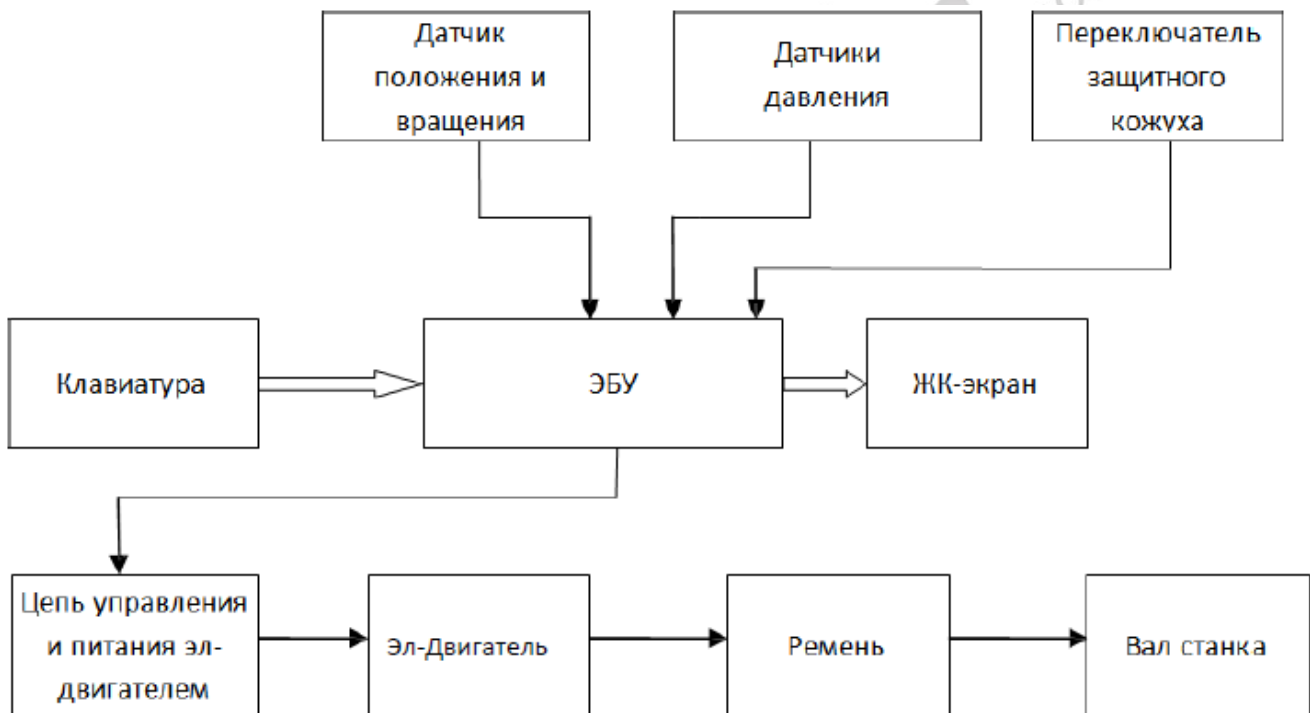 Датчик
положения и
вращения
Датчики
давления
Переключатель
защитного
кожуха
Клавиатура
ЭБУ
ЖК-экран
Цепь управления
и питания эл-
двигателем
Эл-Двигатель
Ремень
Вал станка